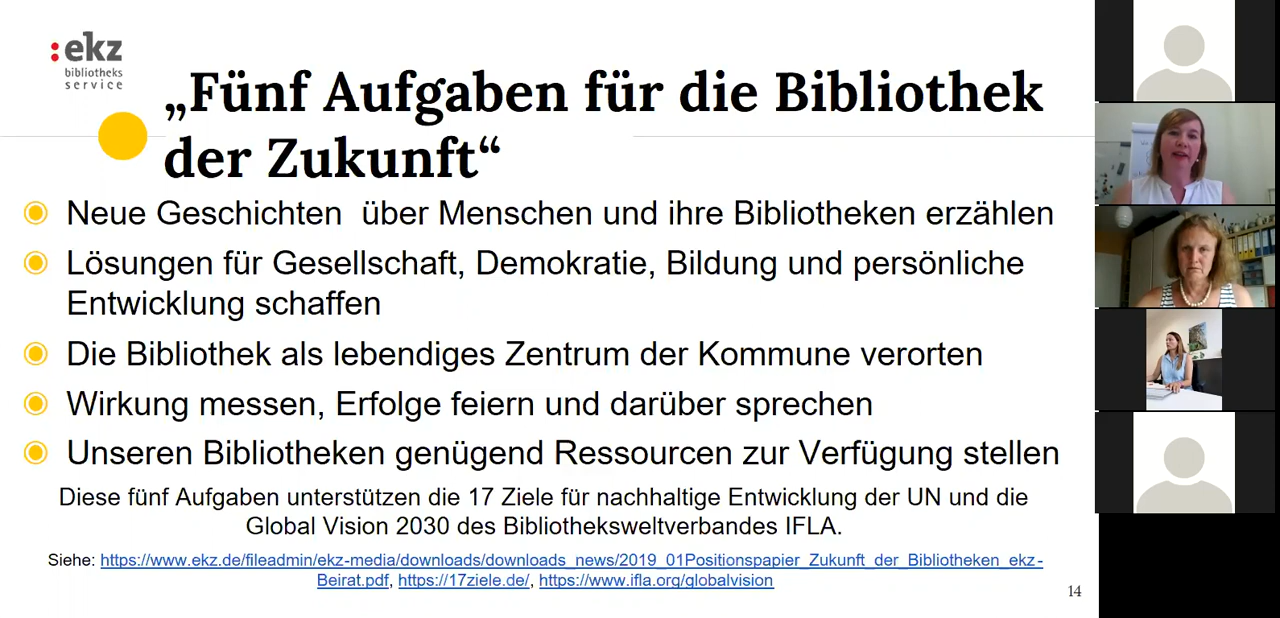 :ekz
bibliotheks
service
„Fünf Aufgaben für die Bibliothek
der Zukunft“
Neue Geschichten über Menschen und ihre Bibliotheken erzählen
Lösungen für Gesellschaft, Demokratie, Bildung und persönliche
Entwicklung schaffen
Die Bibliothek als lebendiges Zentrum der Kommune verorten
Wirkung messen, Erfolge feiern und darüber sprechen
Unseren Bibliotheken genügend Ressourcen zur Verfügung stellen
Diese fünf Aufgaben unterstützen die 17 Ziele für nachhaltige Entwicklung der UN und die
Global Vision 2030 des Bibliotheksweltverbandes IFLA.
Siehe: https://www.ekz.de/fileadmin/ekz-media/downloads/downloads_news/2019_01Positionspapier_Zukunft_der_Bibliotheken_ekz-
Beirat.pdf, https://17ziele.de/, https://www.ifla.org/globalvision
14